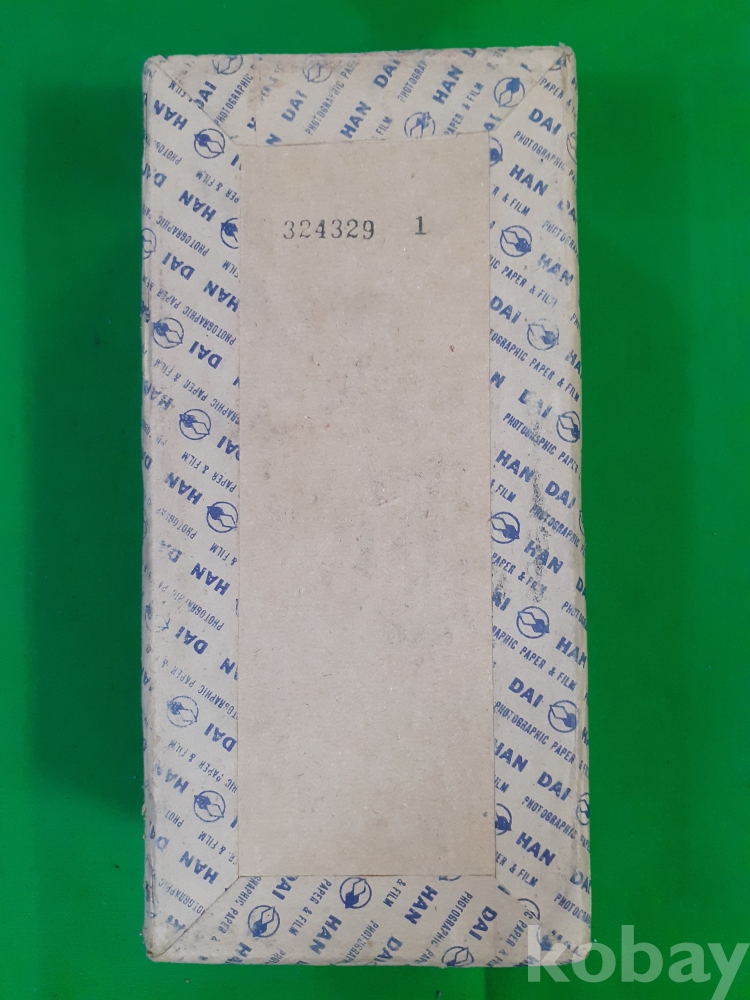 324329 1
HAN DAI
PHOTOGRAPHIC PAPER & FILM
kobay